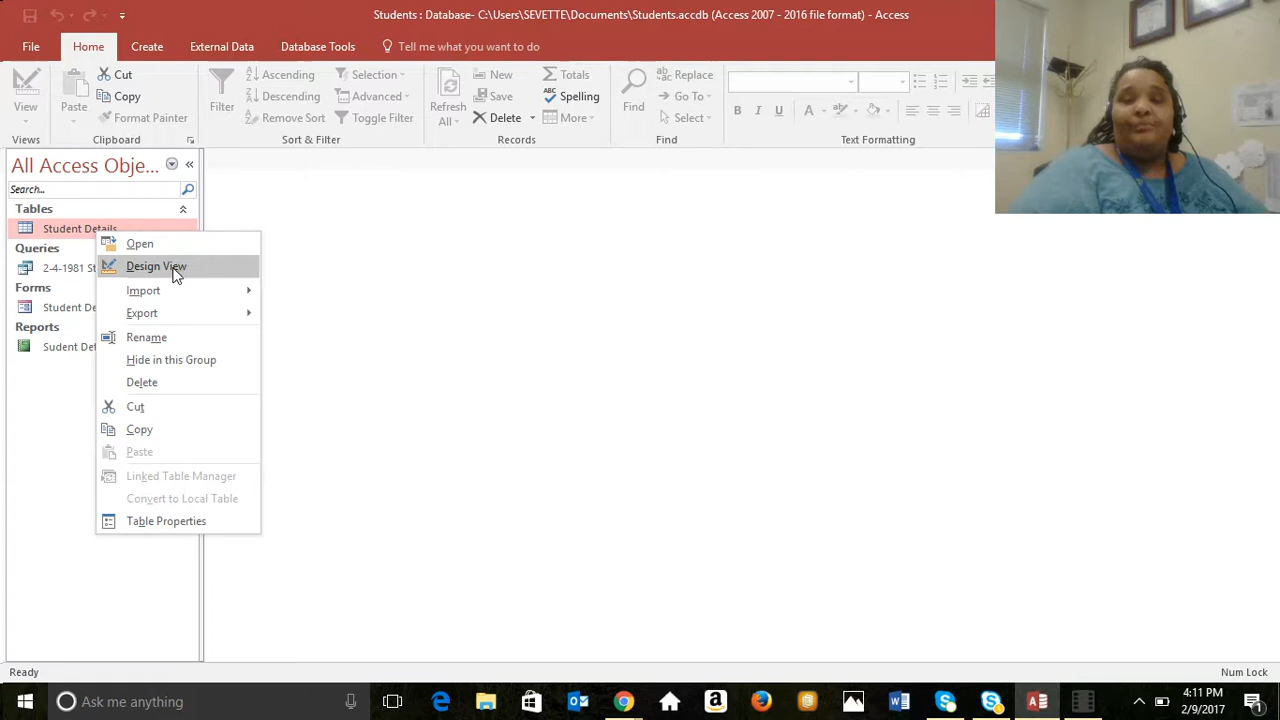 Students : Database- C:\Users\SEVETTE\Documents\Students.accdb (Access 2007 - 2016 file format) - Access
File Home Create External Data Database Tools Tell me what you want to do
View
Views
Paste
Cut
Copy
Format Painter
Clipboard
Filter
Ascending
Descending
Remove Sort
Selection
Advanced
Toggle Filter
Sort & Filter
Refresh
All
New
Save
Delete
Totals
Spelling
More
Records
Find
Replace
Go To
Select
Find
B I U A
Text Formatting
All Access Obje...
Search...
Tables
Student Details
Queries
2-4-1981 St
Forms
Student De
Reports
Sudent Det
Open
Design View
Import
Export
Rename
Hide in this Group
Delete
Cut
Copy
Paste
Linked Table Manager
Convert to Local Table
Table Properties
Ready
Num Lock
Ask me anything
4:11 PM
2/9/2017